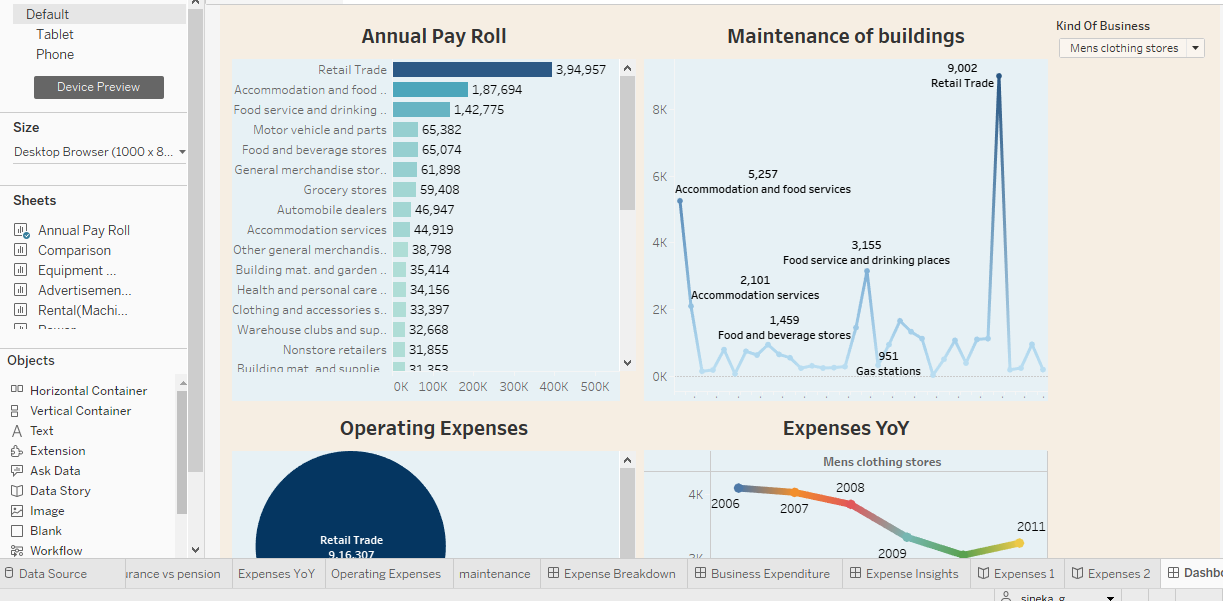 Default
Tablet
Phone
Device Preview
Size
Desktop Browser (1000 x 8...
Sheets
Annual Pay Roll
Comparison
Equipment ...
Advertisemen...
Rental(Machi...
Objects
Horizontal Container
Vertical Container
Text
Extension
Ask Data
Data Story
Image
Blank
Workflow
Annual Pay Roll
Retail Trade 3,94,957
Accommodation and food .. 1,87,694
Food service and drinking .. 1,42,775
Motor vehicle and parts 65,382
Food and beverage stores 65,074
General merchandise stor.. 61,898
Grocery stores 59,408
Automobile dealers 46,947
Accommodation services 44,919
Other general merchandis.. 38,798
Building mat. and garden .. 35,414
Health and personal care .. 34,156
Clothing and accessories s.. 33,397
Warehouse clubs and sup.. 32,668
Nonstore retailers 31,855
Building mat. and supplie.. 31,353
0K 100K 200K 300K 400K 500K
Maintenance of buildings
9,002
Retail Trade
8K
5,257
Accommodation and food services
6K
4K
3,155
Food service and drinking places
2,101
Accommodation services
2K
1,459
Food and beverage stores
951
Gas stations
0K
Kind Of Business
Mens clothing stores
Operating Expenses
Retail Trade
9,16,307
Expenses YoY
Mens clothing stores
4K
2006
2007
2008
2009
2011
2K
Data Source
urance vs pension
Expenses YoY
Operating Expenses
maintenance
Expense Breakdown
Business Expenditure
Expense Insights
Expenses 1
Expenses 2
Dashbo
sineka. g